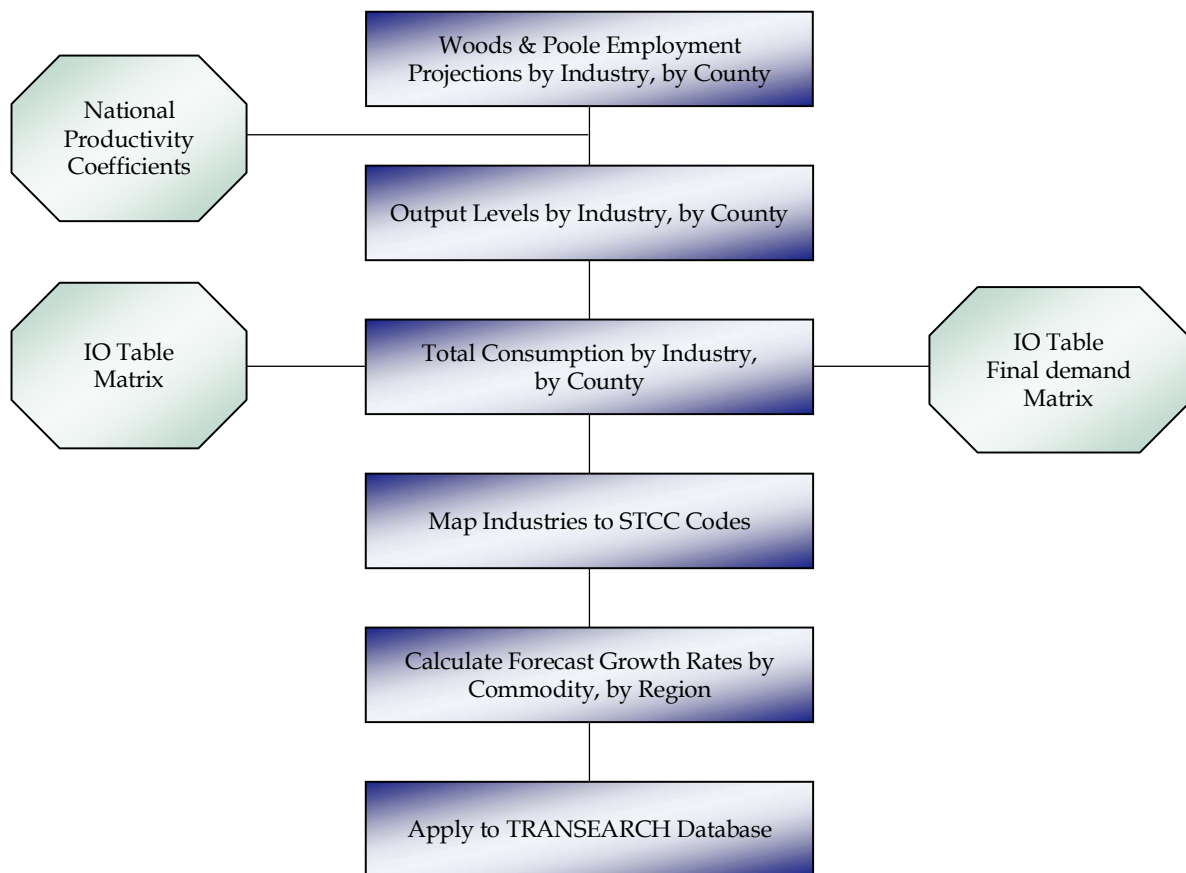 Woods & Poole Employment
Projections by Industry, by County
National
Productivity
Coefficients
Output Levels by Industry, by County
IO Table
Matrix
Total Consumption by Industry,
by County
IO Table
Final demand
Matrix
Map Industries to STCC Codes
Calculate Forecast Growth Rates by
Commodity, by Region
Apply to TRANSEARCH Database